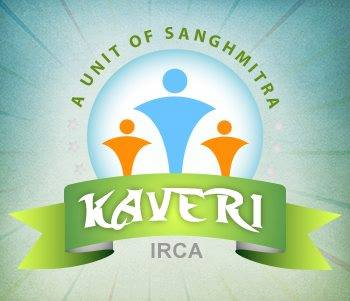 A UNIT OF SANGHMITRA
KAVERI
IRCA